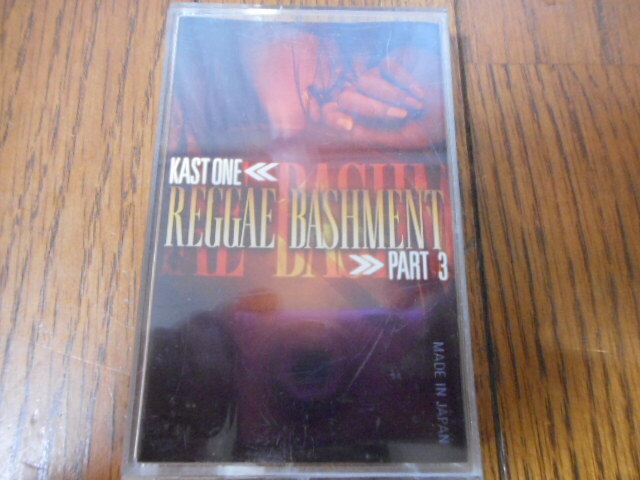 KAST ONE <<
REGGAE BASHMENT
>> PART 3
MADE IN JAPAN